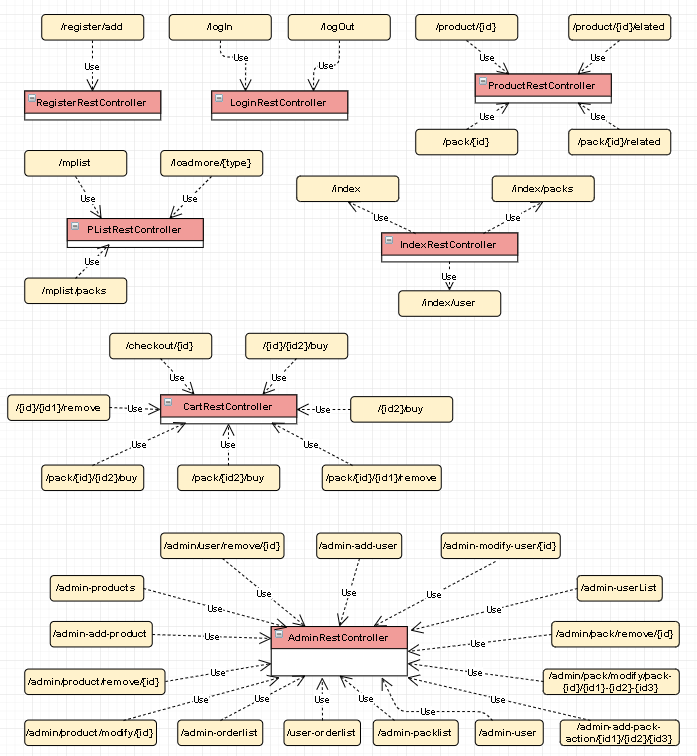 /register/add
/logIn
/logOut
/product/{id}
/product/{id}/elated
Use
Use
Use
Use
Use
RegisterRestController
LoginRestController
ProductRestController
Use
Use
/pack/{id}
/pack/{id}/related
/mplist
/loadmore/{type}
Use
Use
/index
/index/packs
Use
Use
PListRestController
IndexRestController
Use
Use
/mplist/packs
/index/user
/checkout/{id}
/{id}/{id2}/buy
Use
Use
/{id}/{id1}/remove
Use
CartRestController
Use
/{id2}/buy
Use
Use
Use
/pack/{id}/{id2}/buy
/pack/{id2}/buy
/pack/{id}/{id1}/remove
/admin/user/remove/{id}
/admin-add-user
/admin-modify-user/{id}
Use
Use
Use
/admin-products
/admin-userList
Use
Use
/admin-add-product
Use
AdminRestController
Use
/admin/pack/remove/{id}
/admin/product/remove/{id}
Use
Use
/admin/pack/modify/pack-
{id}/{id1}-{id2}-{id3}
Use
Use
Use
Use
Use
Use
/admin/product/modify/{id}
/admin-orderlist
/user-orderlist
/admin-packlist
/admin-user
/admin-add-pack-
action/{id1}/{id2}/{id3}